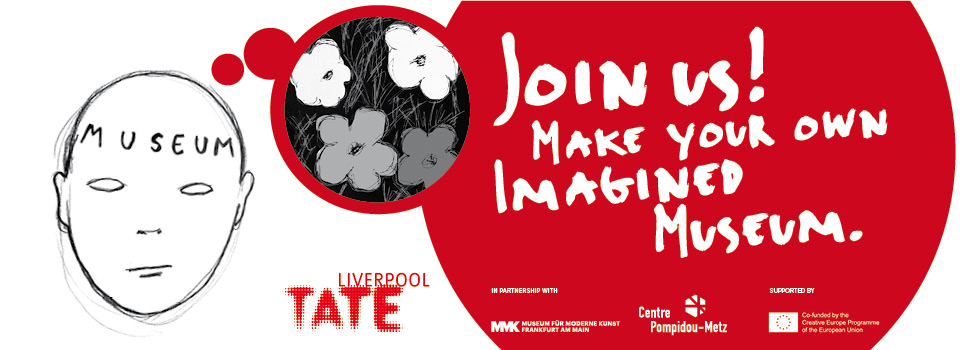 MUSEUM
LIVERPOOL
TATE
JOIN US!
MAKE YOUR OWN
IMAGINED
MUSEUM.
IN PARTNERSHIP WITH
MMK MUSEUM FÜR MODERNE KUNST
FRANKFURT AM MAIN
Centre
Pompidou-Metz
SUPPORTED BY
Co-funded by the
Creative Europe Programme
of the European Union